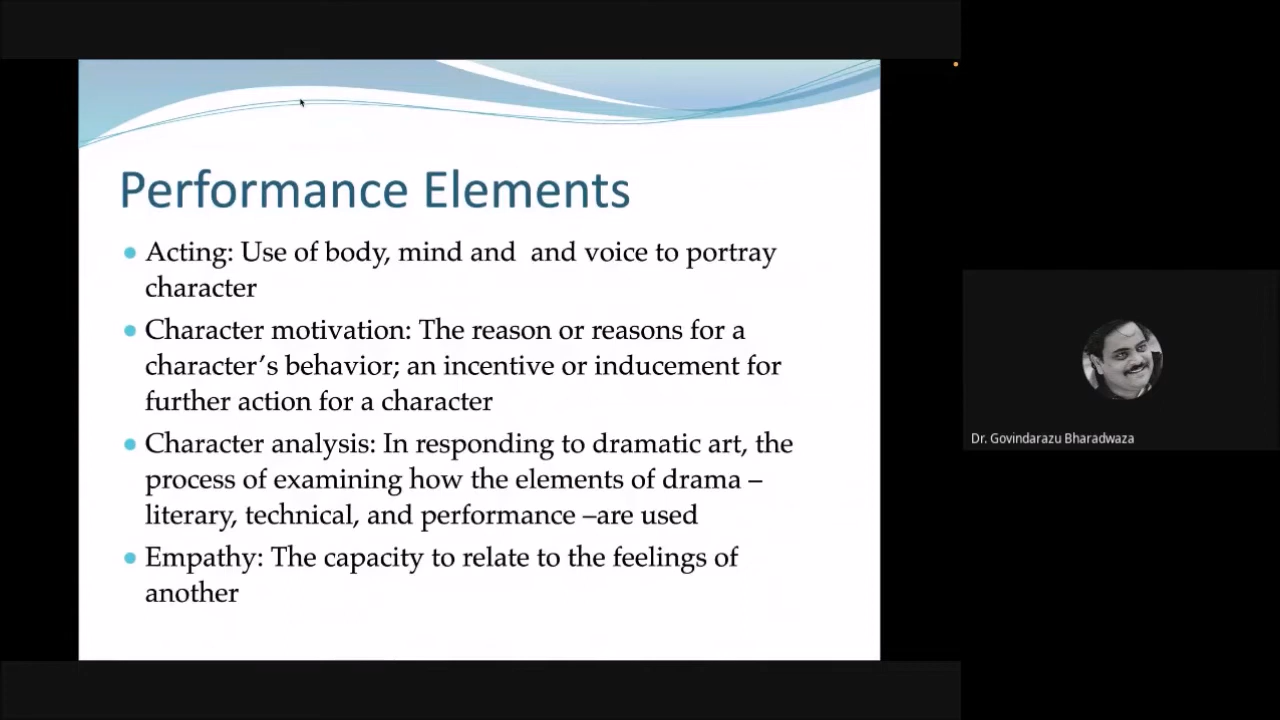 Performance Elements
Acting: Use of body, mind and and voice to portray
character
Character motivation: The reason or reasons for a
character’s behavior; an incentive or inducement for
further action for a character
Character analysis: In responding to dramatic art, the
process of examining how the elements of drama –
literary, technical, and performance –are used
Empathy: The capacity to relate to the feelings of
another
Dr. Govindarazu Bharadwaza